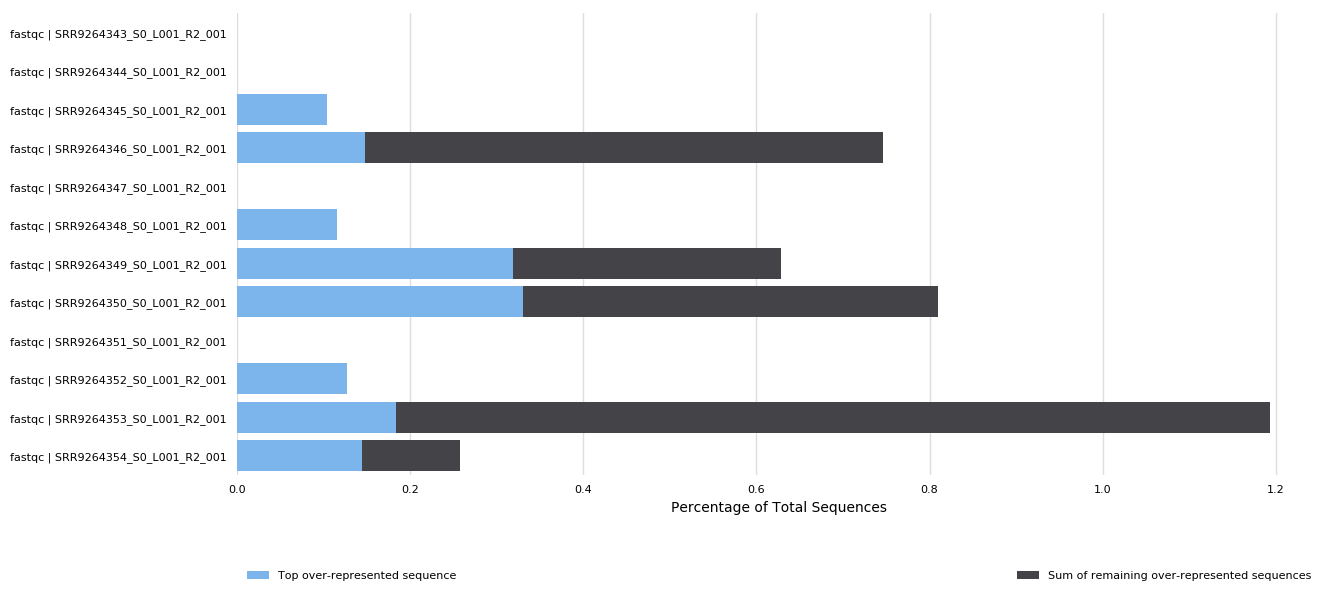 fastqc | SRR9264343_S0_L001_R2_001
fastqc | SRR9264344_S0_L001_R2_001
fastqc | SRR9264345_S0_L001_R2_001
fastqc | SRR9264346_S0_L001_R2_001
fastqc | SRR9264347_S0_L001_R2_001
fastqc | SRR9264348_S0_L001_R2_001
fastqc | SRR9264349_S0_L001_R2_001
fastqc | SRR9264350_S0_L001_R2_001
fastqc | SRR9264351_S0_L001_R2_001
fastqc | SRR9264352_S0_L001_R2_001
fastqc | SRR9264353_S0_L001_R2_001
fastqc | SRR9264354_S0_L001_R2_001
0.0 0.2 0.4 0.6 0.8 1.0 1.2
Percentage of Total Sequences
Top over-represented sequence
Sum of remaining over-represented sequences